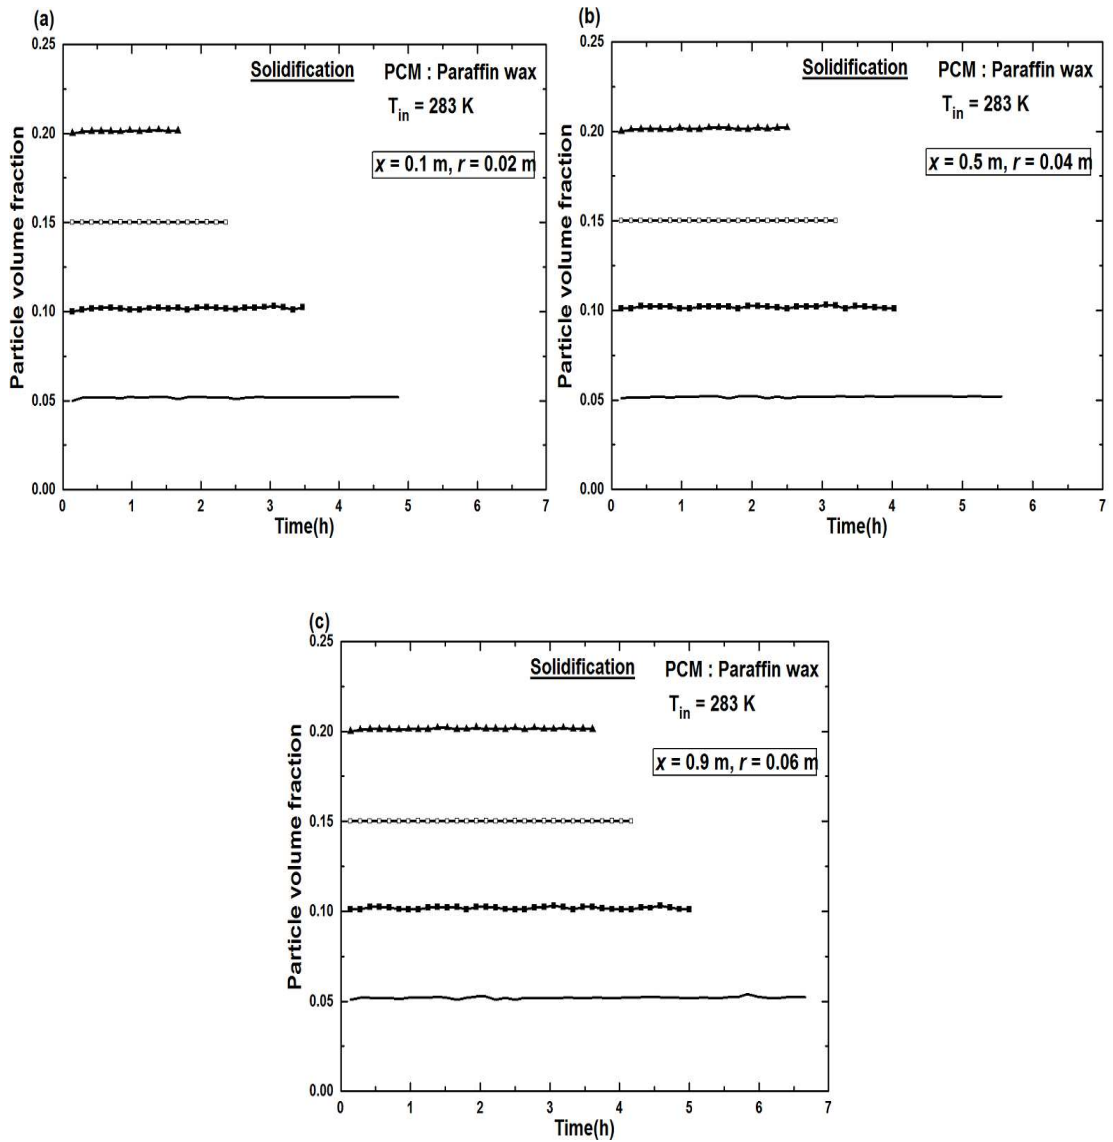 (a)
0.25
0.20
0.15
0.10
0.05
0.00
Particle volume fraction
Solidification
PCM : Paraffin wax
T_in = 283 K
x = 0.1 m, r = 0.02 m
0 1 2 3 4 5 6 7
Time(h)
(b)
0.25
0.20
0.15
0.10
0.05
0.00
Particle volume fraction
Solidification
PCM : Paraffin wax
T_in = 283 K
x = 0.5 m, r = 0.04 m
0 1 2 3 4 5 6 7
Time(h)
(c)
0.25
0.20
0.15
0.10
0.05
0.00
Particle volume fraction
Solidification
PCM : Paraffin wax
T_in = 283 K
x = 0.9 m, r = 0.06 m
0 1 2 3 4 5 6 7
Time(h)